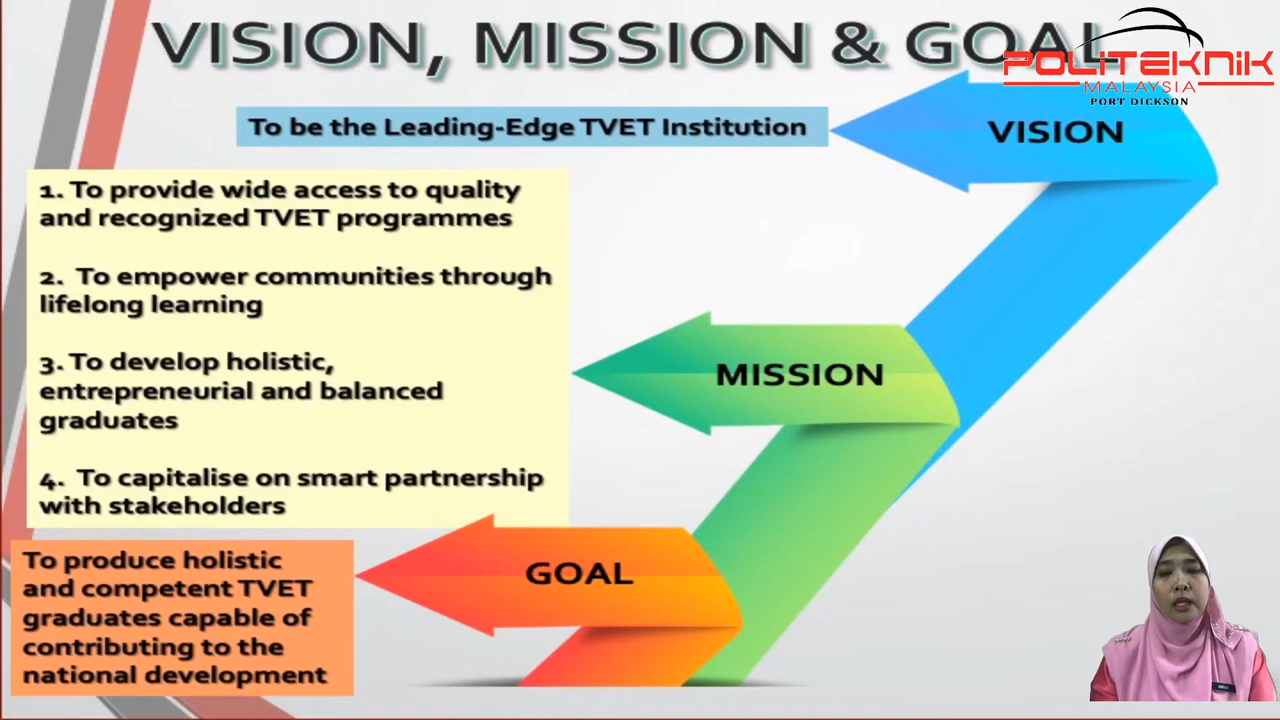 VISION, MISSION & GOAL
POLITEKNIK
MALAYSIA
PORT DICKSON
To be the Leading-Edge TVET Institution
VISION
1. To provide wide access to quality
and recognized TVET programmes
2. To empower communities through
lifelong learning
3. To develop holistic,
entrepreneurial and balanced
graduates
4. To capitalise on smart partnership
with stakeholders
MISSION
To produce holistic
and competent TVET
graduates capable of
contributing to the
national development
GOAL